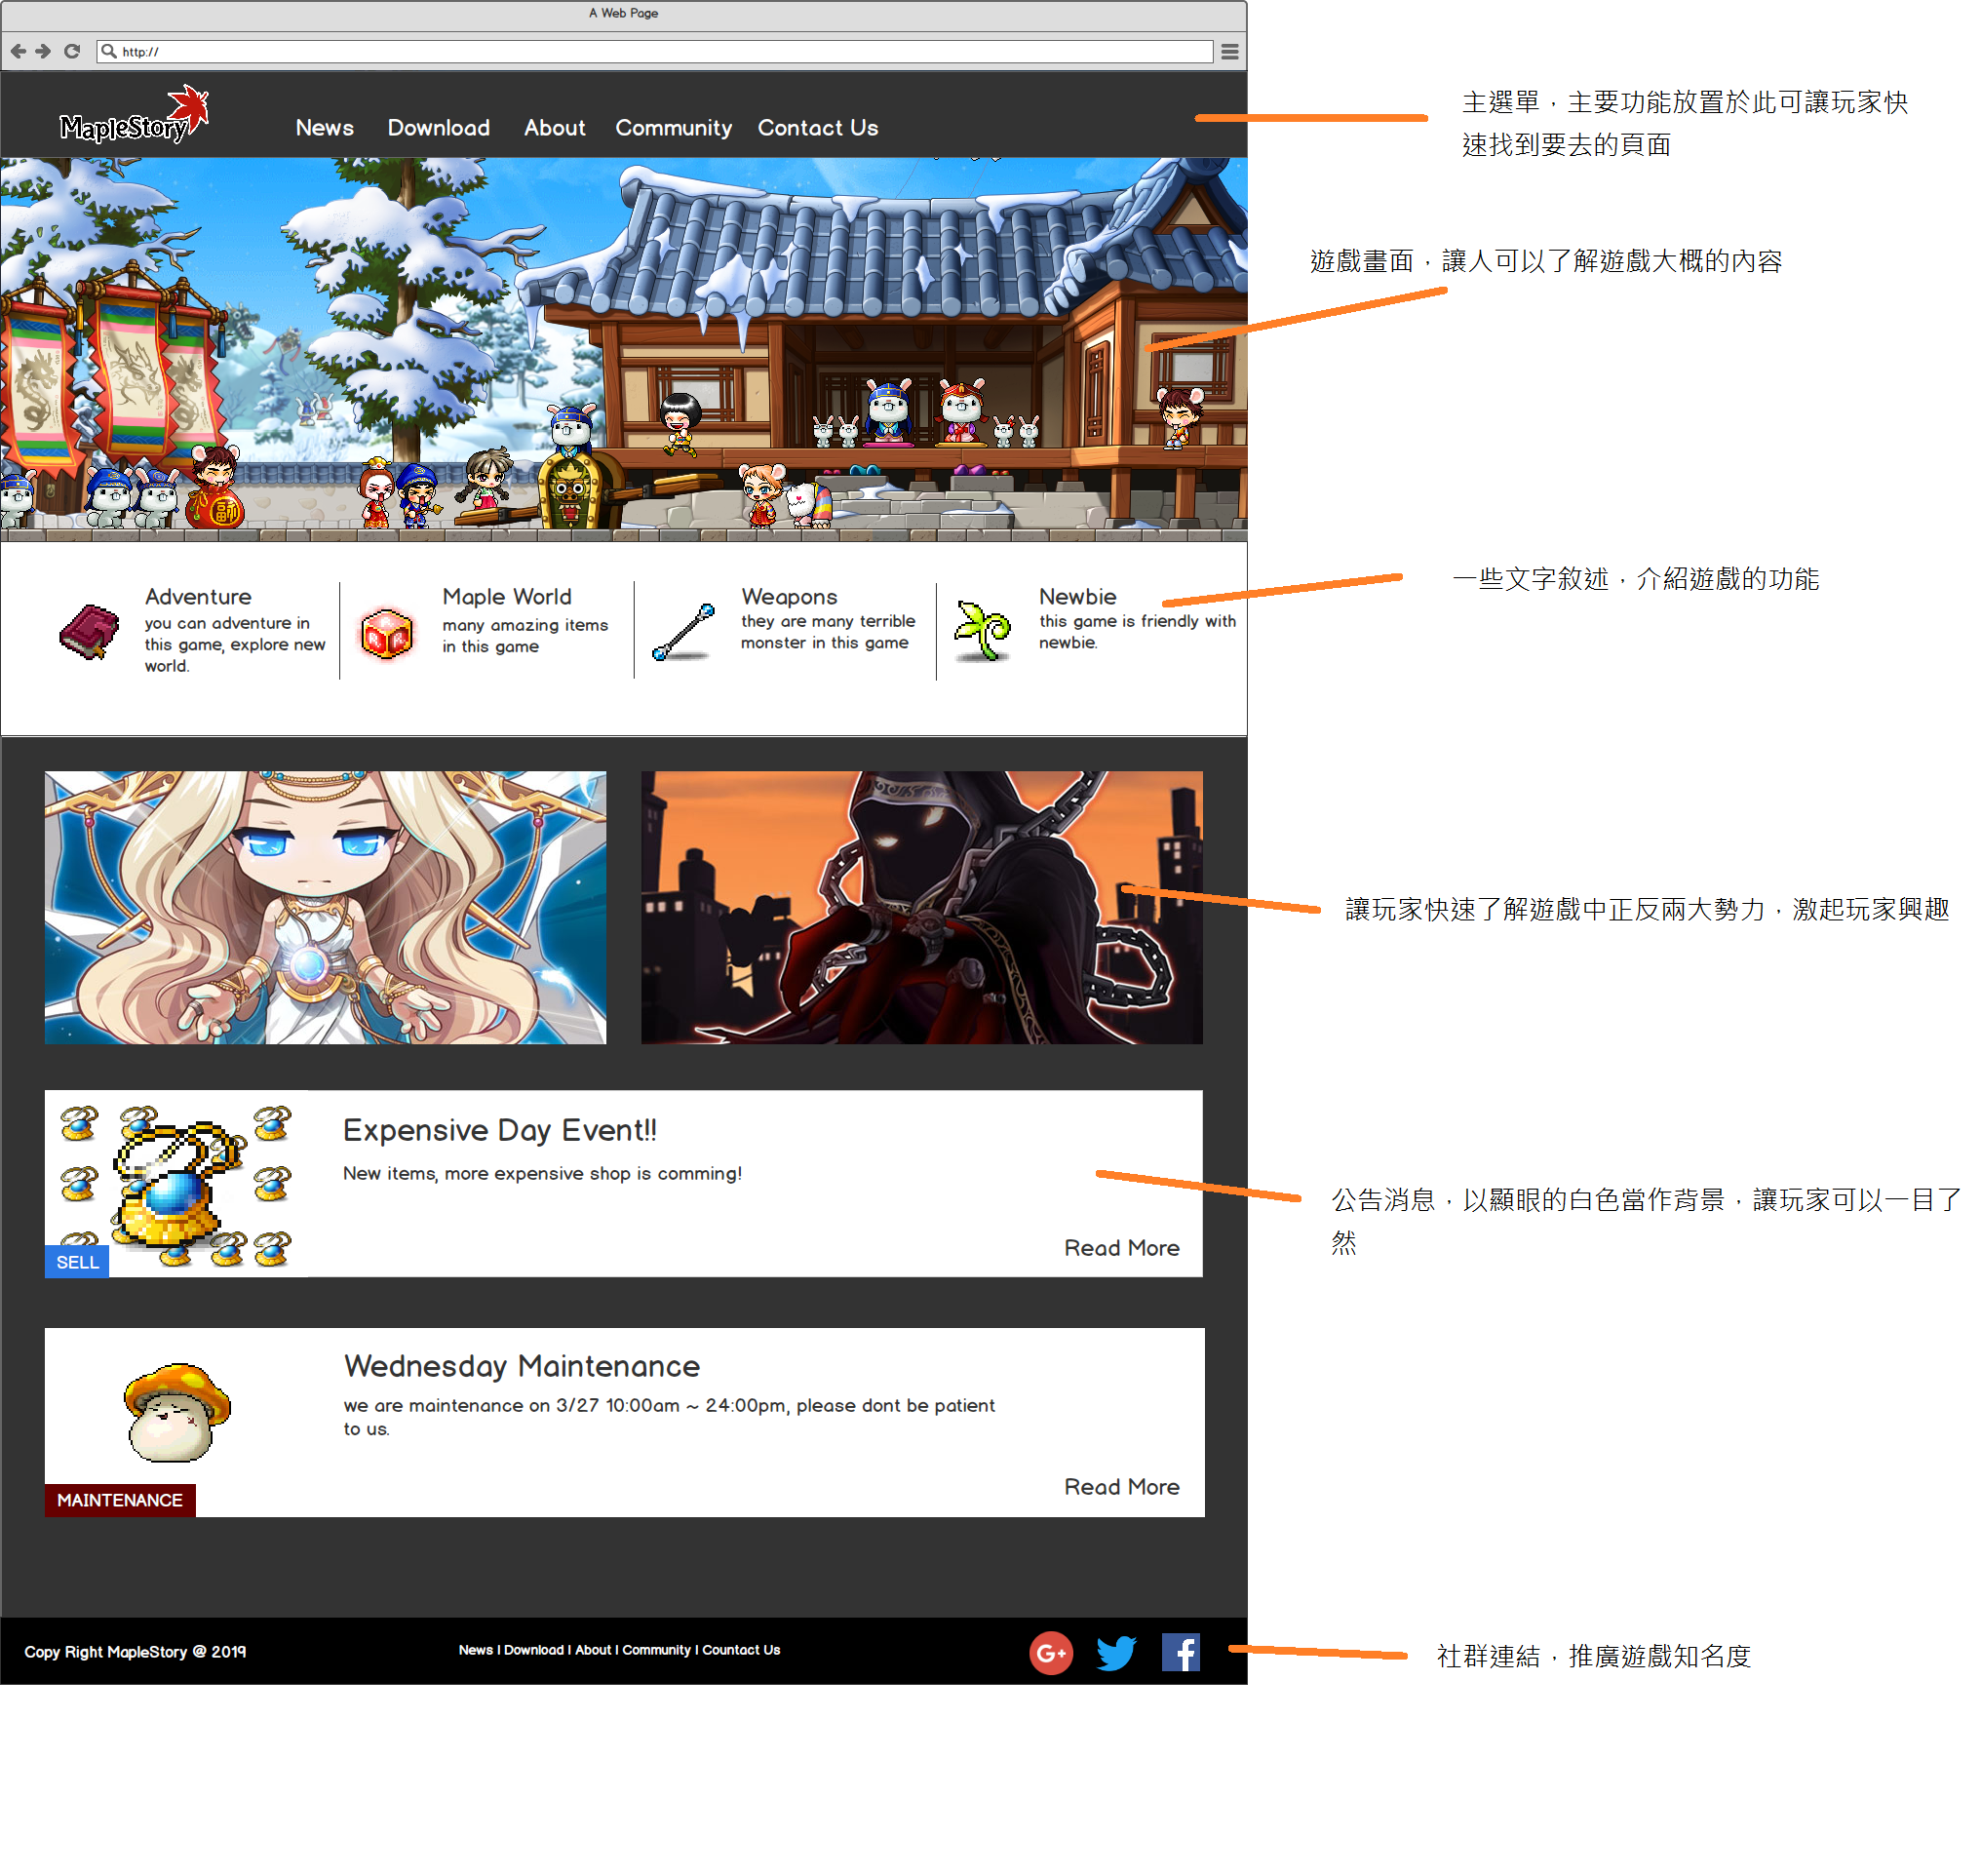 A Web Page
http://
MapleStory
News Download About Community Contact Us
主選單，主要功能放置於此可讓玩家快
速找到要去的頁面
遊戲畫面，讓人可以了解遊戲大概的內容
福
一些文字敘述，介紹遊戲的功能
Adventure
you can adventure in
this game, explore new
world.
Maple World
many amazing items
in this game
Weapons
they are many terrible
monster in this game
Newbie
this game is friendly with
newbie.
讓玩家快速了解遊戲中正反兩大勢力，激起玩家興趣
Expensive Day Event!!
New items, more expensive shop is comming!
Read More
SELL
公告消息，以顯眼的白色當作背景，讓玩家可以一目了
然
Wednesday Maintenance
we are maintenance on 3/27 10:00am ~ 24:00pm, please dont be patient
to us.
Read More
MAINTENANCE
Copy Right MapleStory @ 2019
News | Download | About | Community | Countact Us
G+
f
社群連結，推廣遊戲知名度